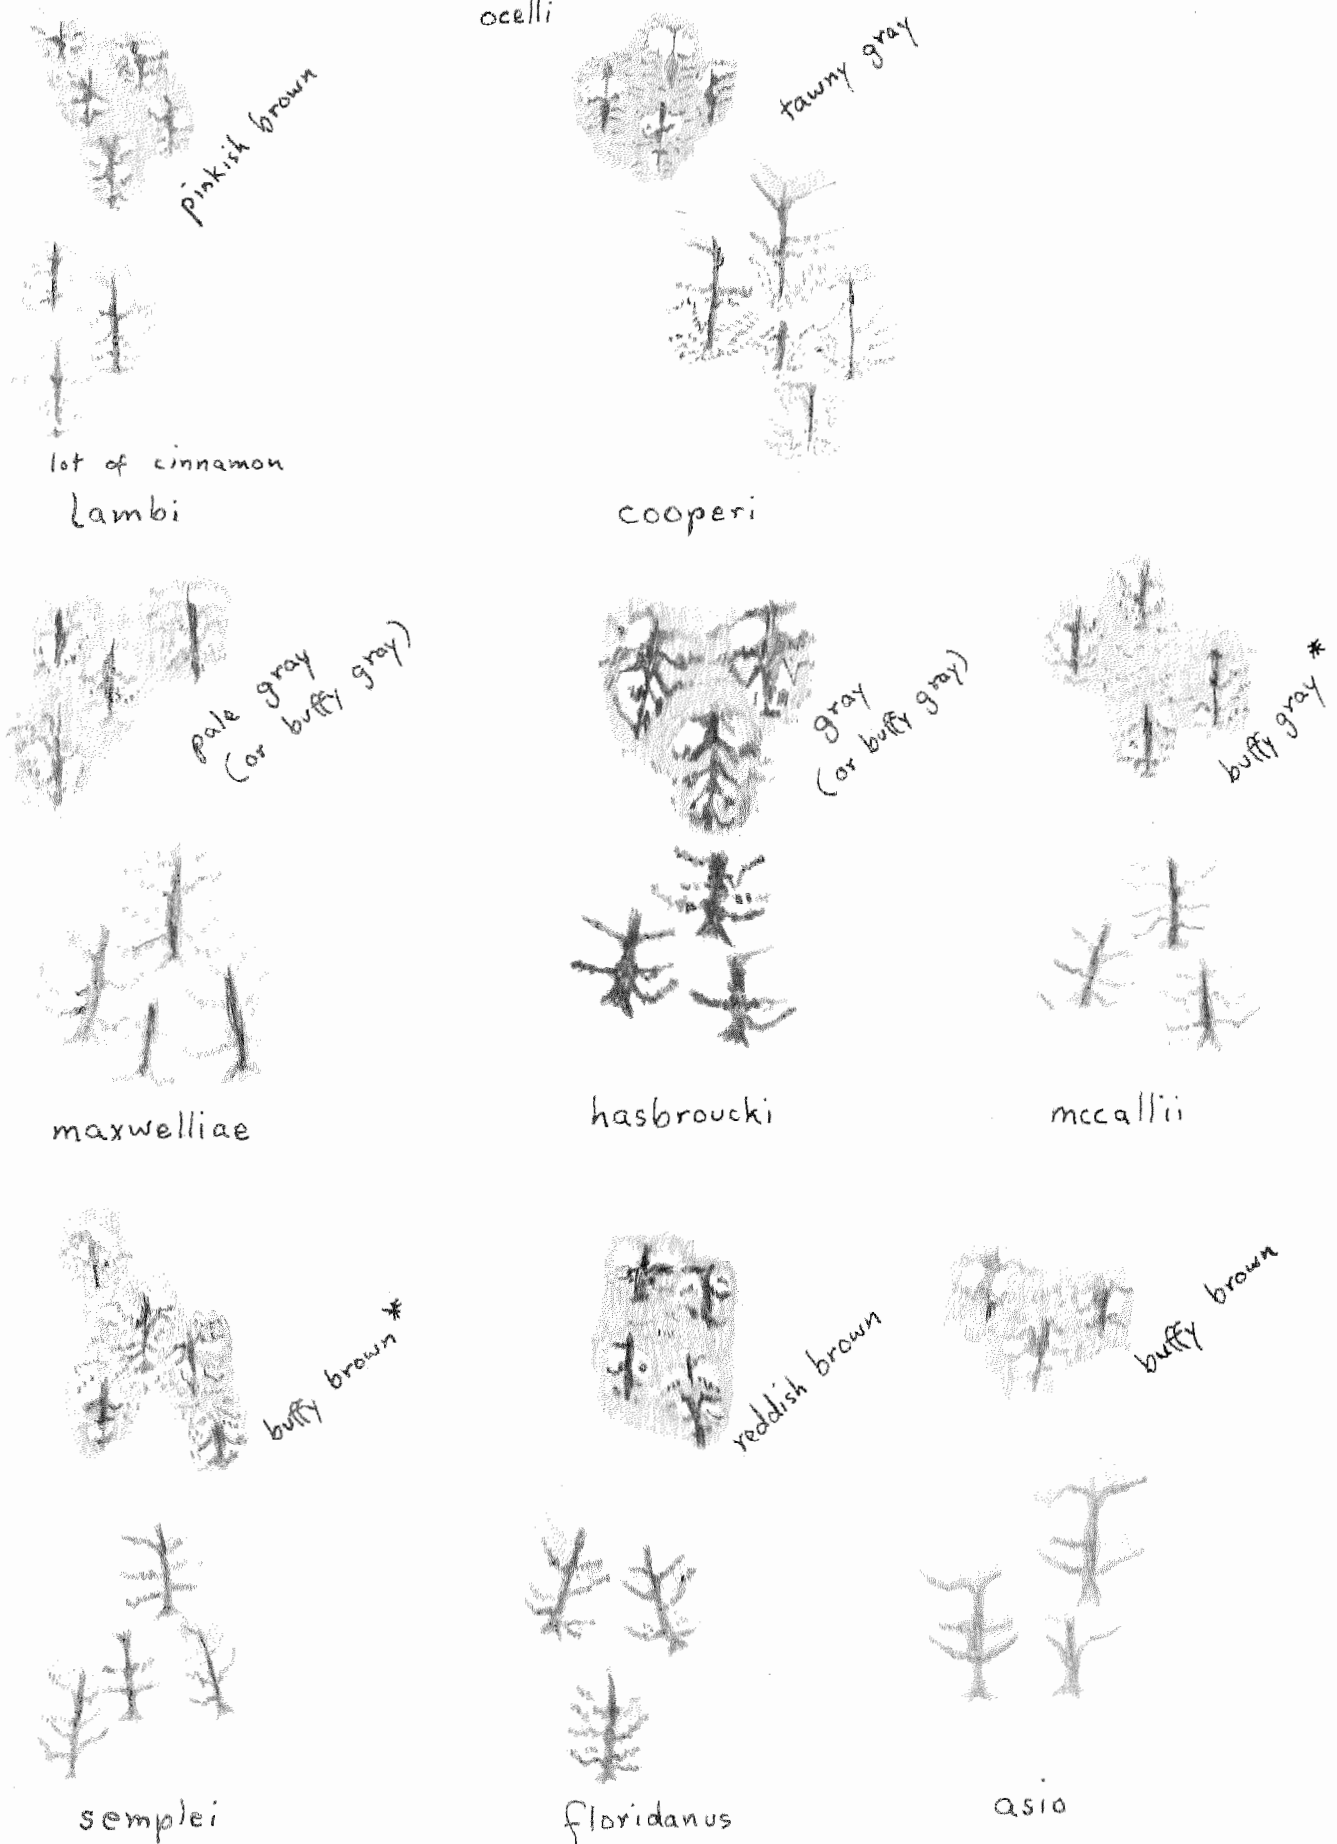 ocelli
pinkish brown
tawny gray
lot of cinnamon
lambi
cooperi
pale gray
(or buffy gray)
gray
(or buffy gray)
buffy gray *
maxwelliae
hasbroucki
mccallii
buffy brown *
reddish brown
buffy brown
semplei
floridanus
asio